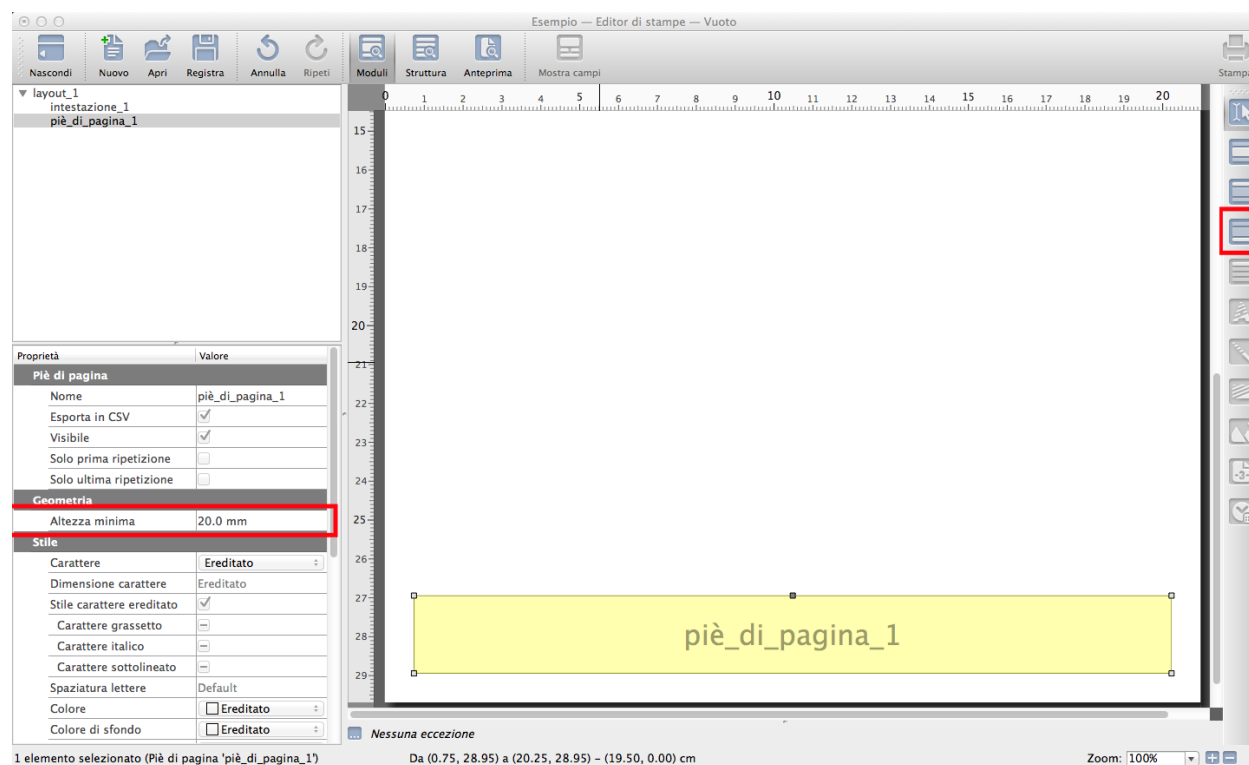 Esempo — Editor di stampe — Vuoto
Nascondi Nuovo Apri Registra Annulla Ripeti Moduli Struttura Anteprima Mostra campi
layout_1
intestazione_1
piè_di_pagina_1
0 1 2 3 4 5 6 7 8 9 10 11 12 13 14 15 16 17 18 19 20
15
16
17
18
19
20
21
22
23
24
25
26
27
28
29
Proprietà Valore
Piè di pagina
Nome piè_di_pagina_1
Esporta in CSV
Visibile
Solo prima ripetizione
Solo ultima ripetizione
Geometria
Altezza minima 20.0 mm
Stile
Carattere Ereditato
Dimensione carattere Ereditato
Stile carattere ereditato
Carattere grassetto
Carattere italico
Carattere sottolineato
Spaziatura lettere Default
Colore Ereditato
Colore di sfondo Ereditato
piè_di_pagina_1
-3-
Nessuna eccezione
1 elemento selezionato (Piè di pagina 'piè_di_pagina_1') Da (0.75, 28.95) a (20.25, 28.95) – (19.50, 0.00) cm Zoom: 100%